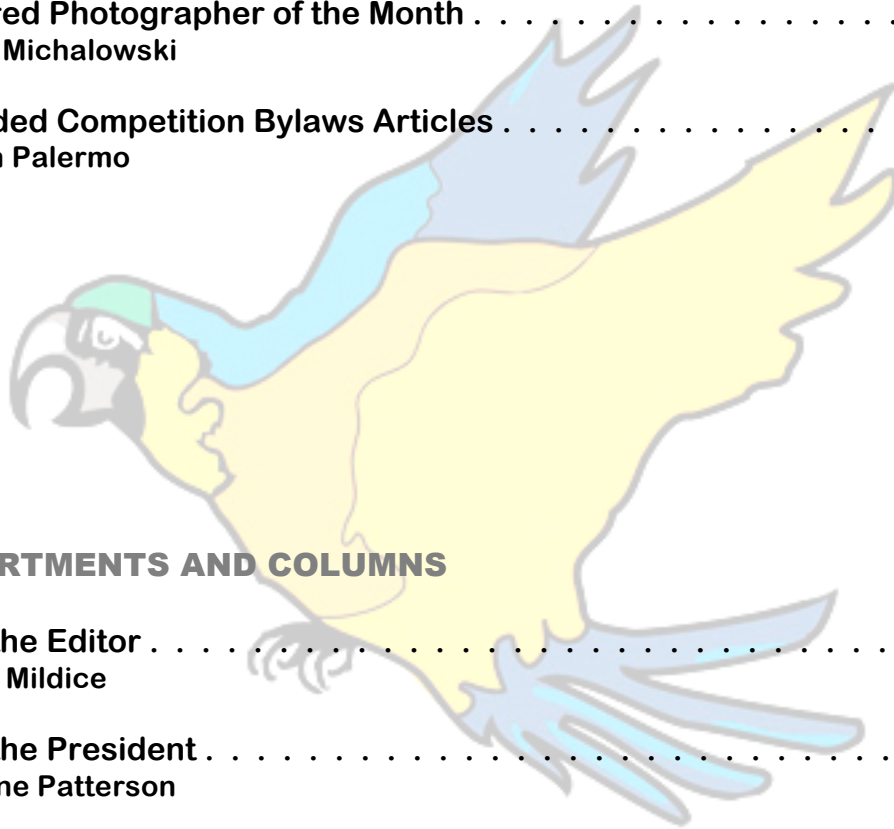 red Photographer of the Month . . . . . . . . . . . . . . . . .
Michalowski
ded Competition Bylaws Articles . . . . . . . . . . . . . . .
Palermo
RTMENTS AND COLUMNS
he Editor . . . . . . . . . . . . . . . . . . . . . . . . . . . . .
Mildice
he President . . . . . . . . . . . . . . . . . . . . . . . . . . .
ne Patterson